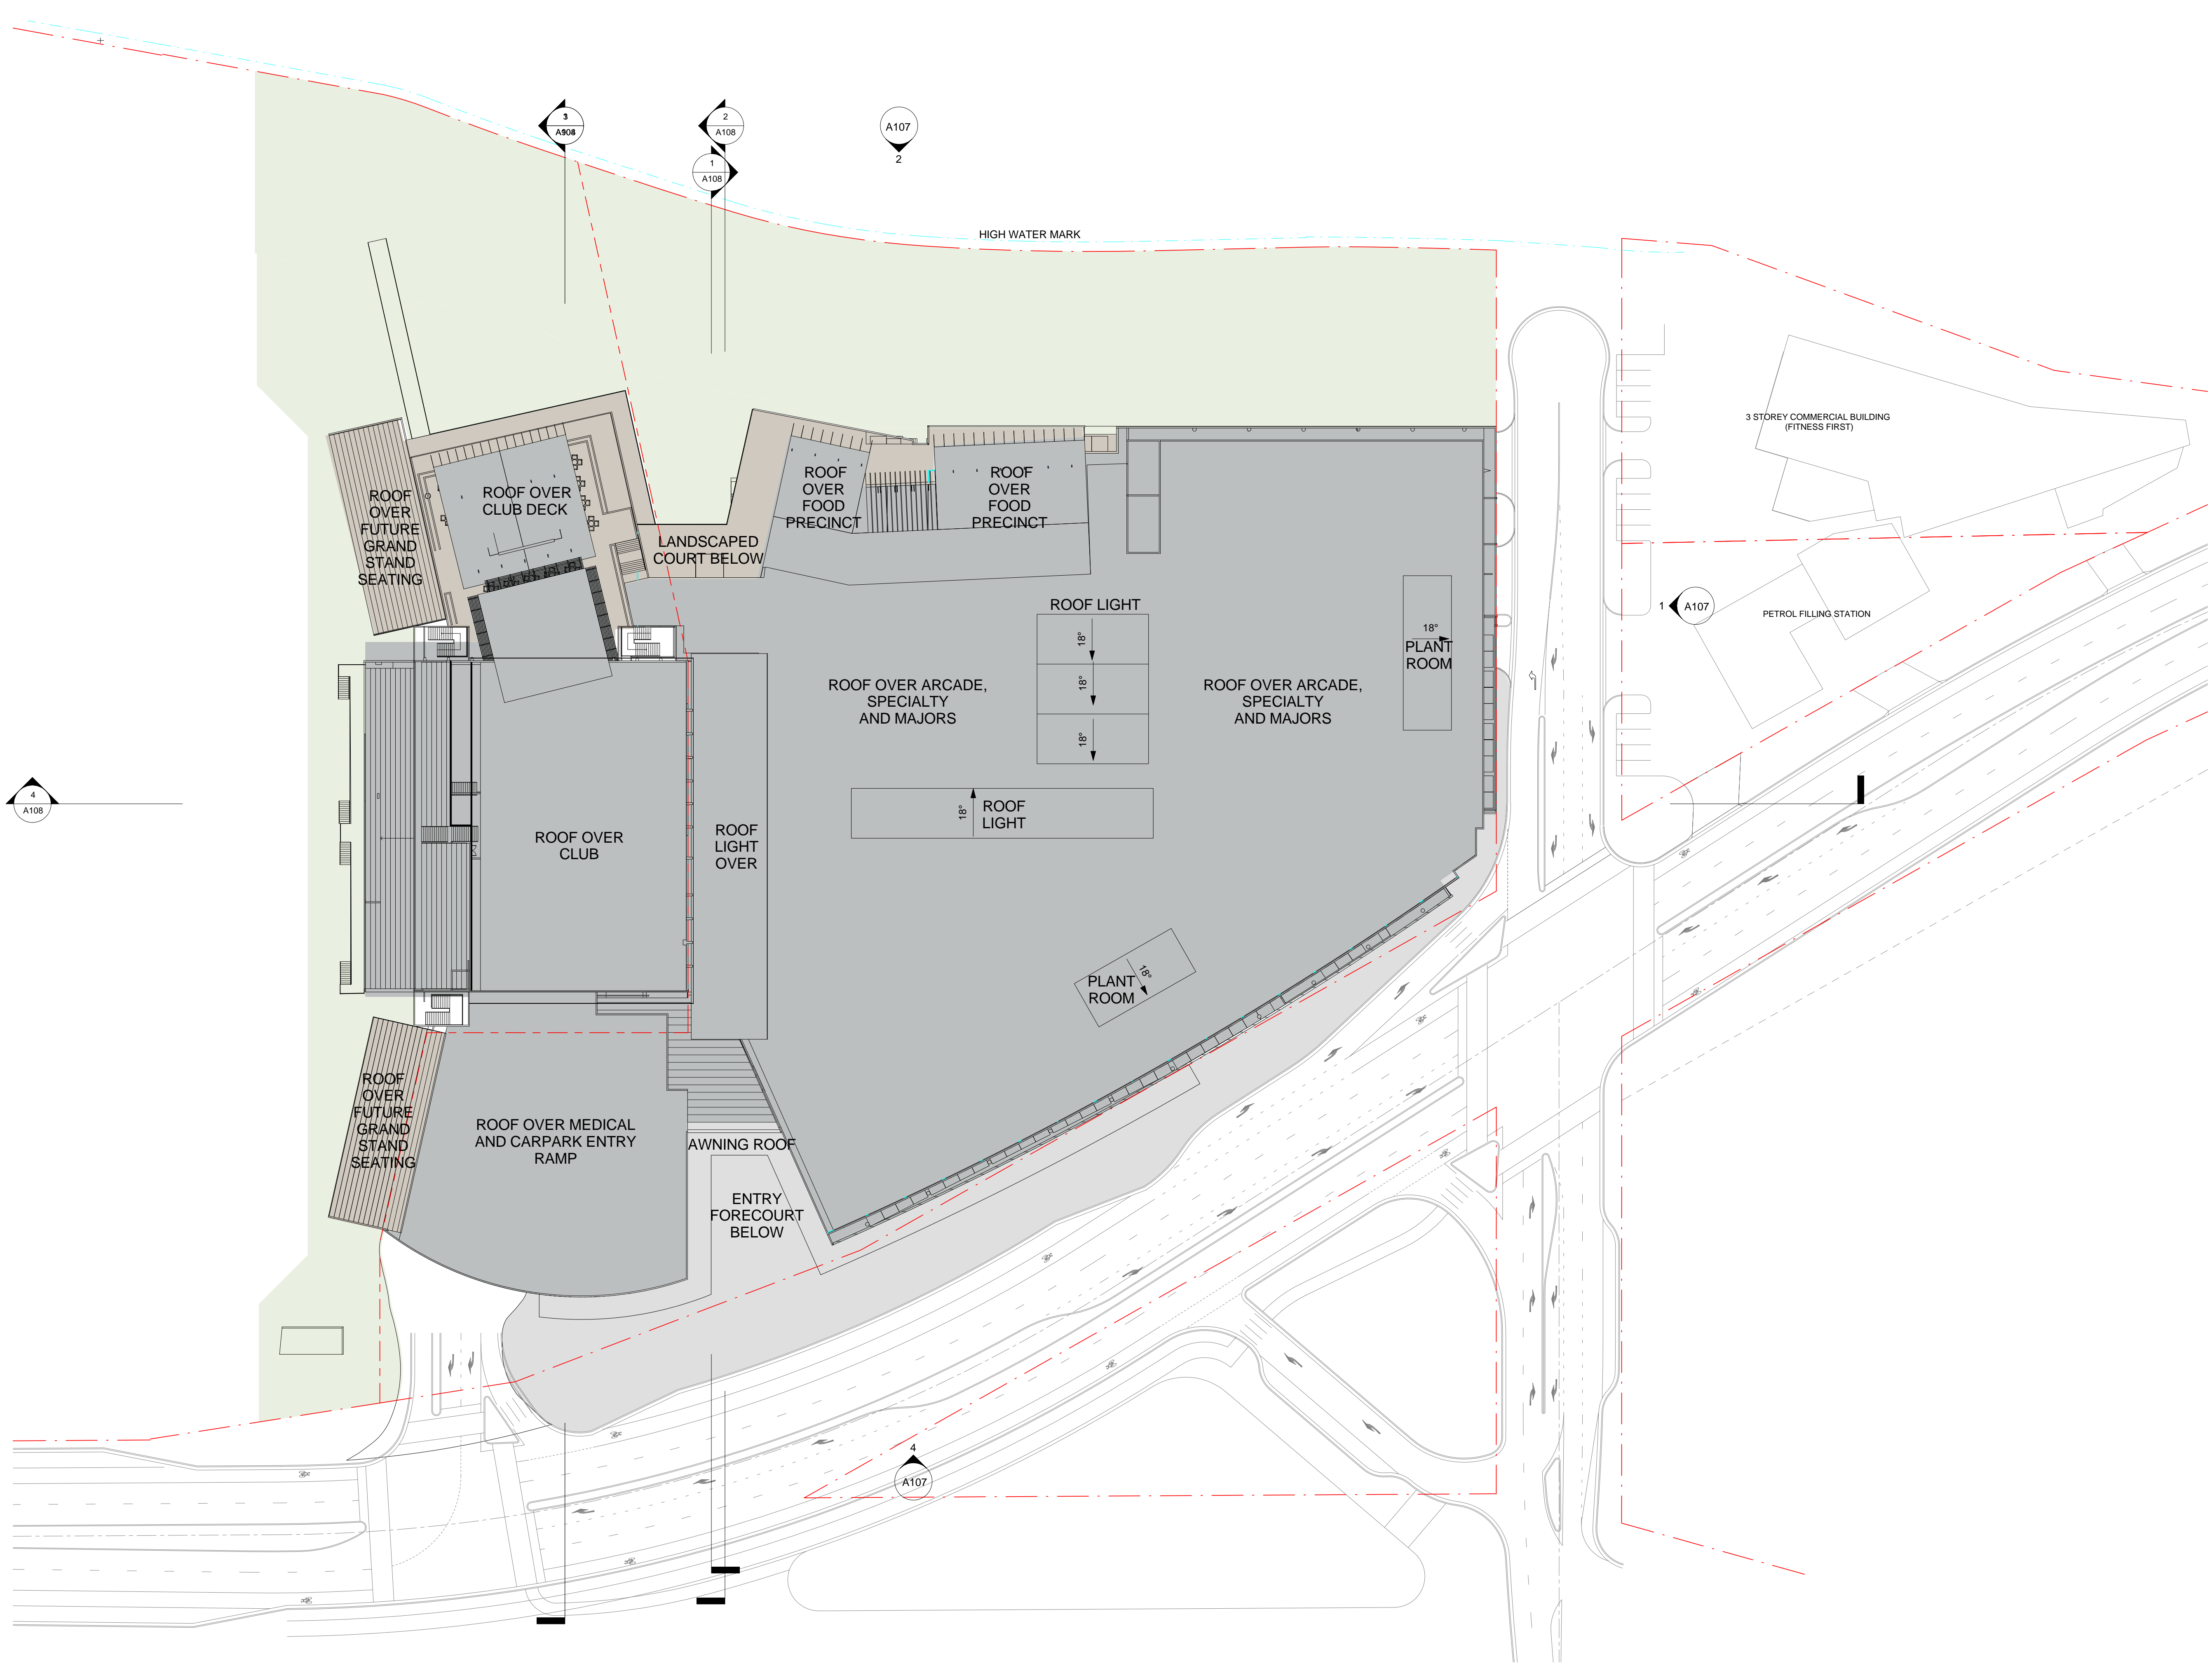 2
A108
A107
2
1
A108
HIGH WATER MARK
3 STOREY COMMERCIAL BUILDING
(FITNESS FIRST)
ROOF OVER
CLUB DECK
ROOF
OVER
FOOD
PRECINCT
ROOF
OVER
FOOD
PRECINCT
ROOF
OVER
FUTURE
GRAND
STAND
SEATING
LANDSCAPED
COURT BELOW
ROOF LIGHT
18°
18°
18°
18°
PLANT
ROOM
1
A107
PETROL FILLING STATION
ROOF OVER ARCADE,
SPECIALTY
AND MAJORS
ROOF OVER ARCADE,
SPECIALTY
AND MAJORS
4
A108
ROOF OVER
CLUB
ROOF
LIGHT
OVER
18°
ROOF
LIGHT
PLANT
ROOM
18°
ROOF
OVER
FUTURE
GRAND
STAND
SEATING
ROOF OVER MEDICAL
AND CARPARK ENTRY
RAMP
AWNING ROOF
ENTRY
FORECOURT
BELOW
4
A107